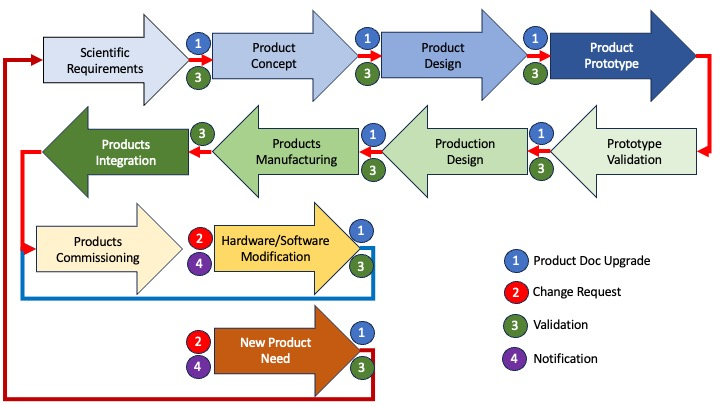 Scientific
Requirements
1
3
Product
Concept
1
3
Product
Design
1
3
Product
Prototype
Products
Integration
3
Products
Manufacturing
1
3
Production
Design
1
3
Prototype
Validation
Products
Commissioning
2
4
Hardware/Software
Modification
1
3
2
4
New Product
Need
1
3
1 Product Doc Upgrade
2 Change Request
3 Validation
4 Notification